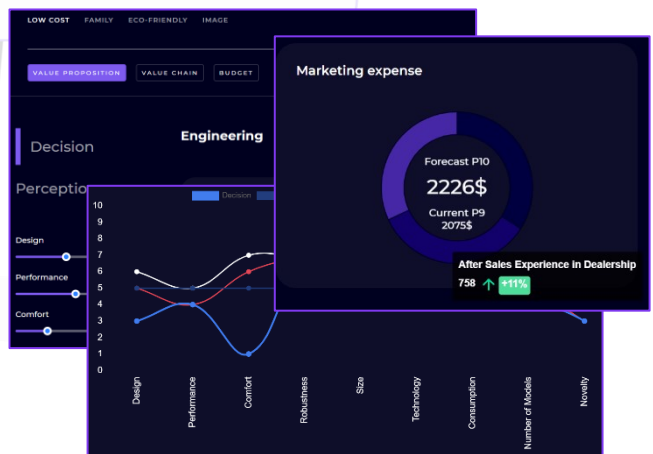 LOW COST FAMILY ECO-FRIENDLY IMAGE
VALUE PROPOSITION VALUE CHAIN BUDGET
Decision
Engineering
Design
Performance
Comfort
Marketing expense
Forecast P10
2226$
Current P9
2075$
After Sales Experience in Dealership
758 ↑ +11%
Decision
10
9
8
7
6
5
4
3
2
1
0
Design
Performance
Comfort
Robustness
Size
Technology
Consumption
Number of Models
Novelty